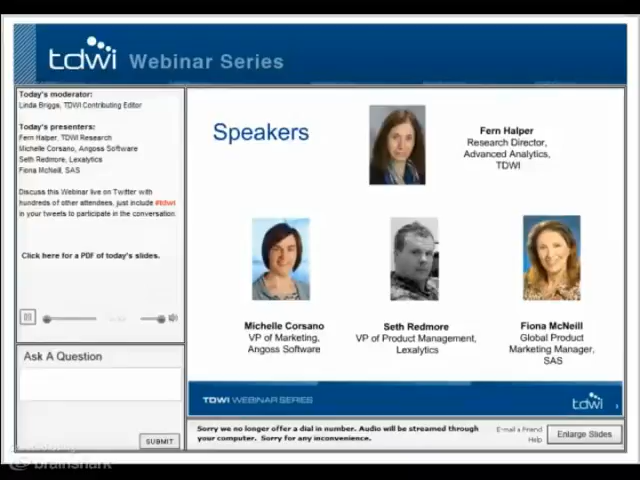 tdwi Webinar Series
Today's moderator:
Linda Briggs, TDWI Contributing Editor
Today's presenters:
Fern Halper, TDWI Research
Michelle Corsano, Angoss Software
Seth Redmore, Lexalytics
Fiona McNeill, SAS
Discuss this Webinar live on Twitter with
hundreds of other attendees, just include #tdwi
in your tweets to participate in the conversation.
Click here for a PDF of today's slides.
Ask A Question
SUBMIT
Speakers
Fern Halper
Research Director,
Advanced Analytics,
TDWI
Michelle Corsano
VP of Marketing,
Angoss Software
Seth Redmore
VP of Product Management,
Lexalytics
Fiona McNeill
Global Product
Marketing Manager,
SAS
TDWI WEBINAR SERIES
tdwi
Sorry we no longer offer a dial in number. Audio will be streamed through
your computer. Sorry for any inconvenience.
E-mail a Friend
Help
Enlarge Slides
brainshark